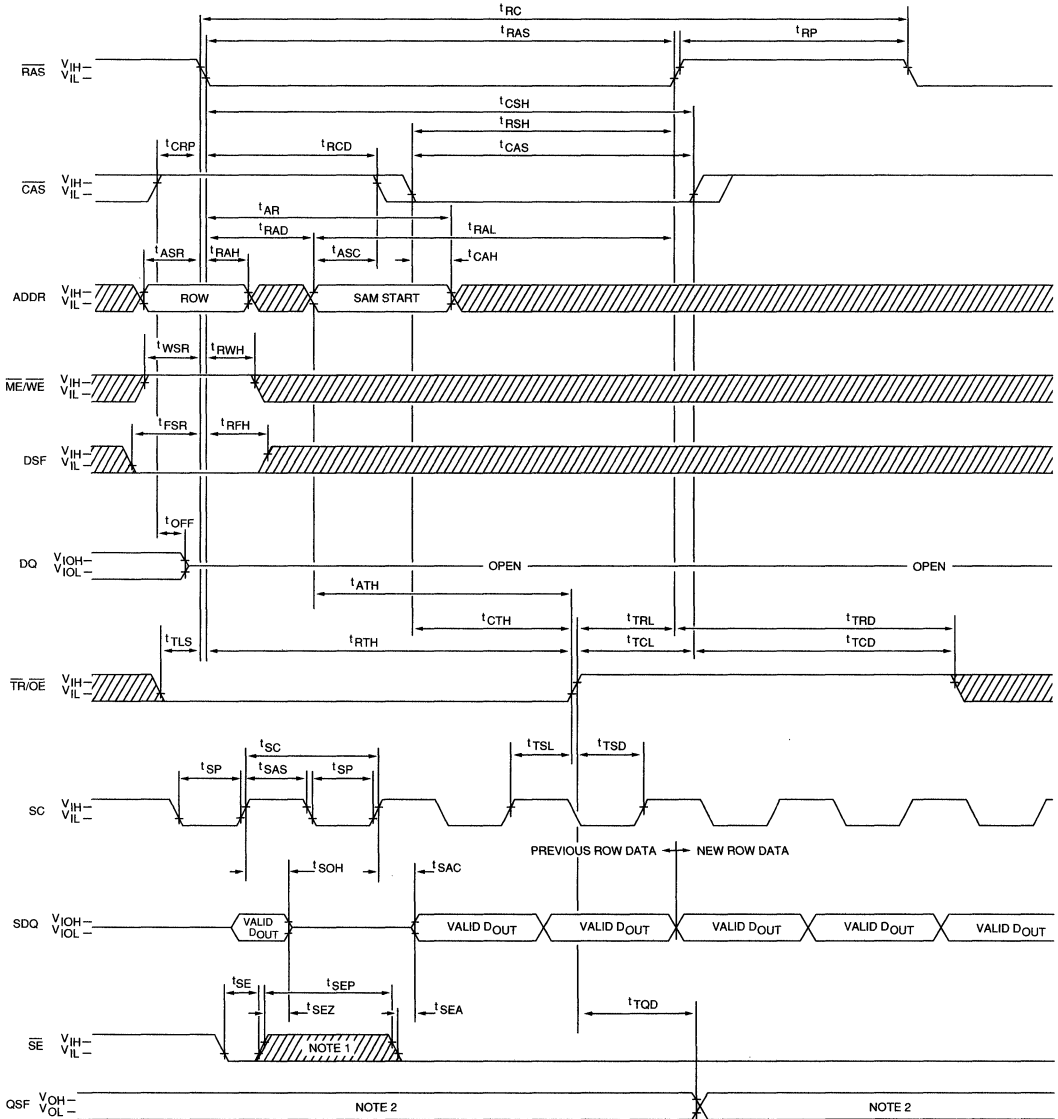 tRC
tRAS
tRP
RAS VIH VIL
tCSH
tRSH
tCRP tRCD tCAS
CAS VIH VIL
tAR
tRAD tRAL
tASR tRAH tASC tCAH
ADDR VIH VIL ROW SAM START
tWSR tRWH
ME/WE VIH VIL
tFSR tRFH
DSF VIH VIL
tOFF
DQ VIOH VIOL OPEN OPEN
tATH
tCTH tTRL tTRD
tTLS tRTH tTCL tTCD
TR/OE VIH VIL
tSC tTSL tTSD
tSP tSAS tSP
SC VIH VIL
PREVIOUS ROW DATA NEW ROW DATA
tSOH tSAC
SDQ VIOH VIOL VALID DOUT VALID DOUT VALID DOUT VALID DOUT VALID DOUT VALID DOUT
tSE tSEP
tSEZ tSEA tTQD
SE VIH VIL NOTE 1
QSF VOH VOL NOTE 2 NOTE 2